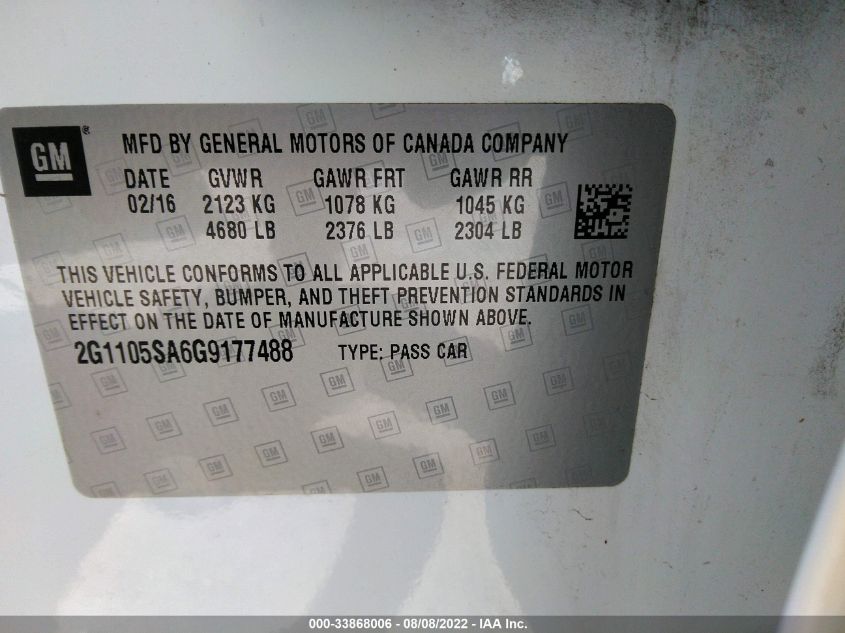 GM ®
MFD BY GENERAL MOTORS OF CANADA COMPANY
DATE GVWR GAWR FRT GAWR RR
02/16 2123 KG 1078 KG 1045 KG
4680 LB 2376 LB 2304 LB
THIS VEHICLE CONFORMS TO ALL APPLICABLE U.S. FEDERAL MOTOR
VEHICLE SAFETY, BUMPER, AND THEFT PREVENTION STANDARDS IN
EFFECT ON THE DATE OF MANUFACTURE SHOWN ABOVE.
2G1105SA6G9177488 TYPE: PASS CAR
000-33868006 - 08/08/2022 - IAA Inc.